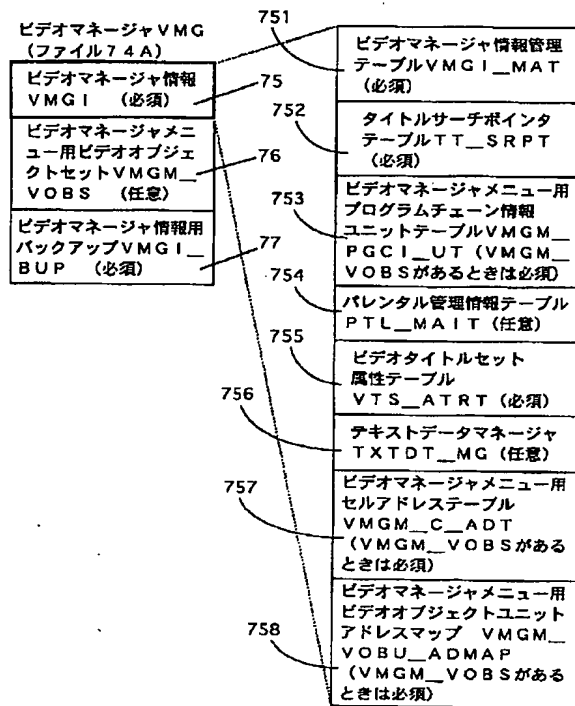 ビデオマネージャVMG
(ファイル74A)
ビデオマネージャ情報
VMGI (必須)
75
ビデオマネージャメニ
ュー用ビデオオブジェ
クトセットVMGM_
VOBS (任意)
76
ビデオマネージャ情報用
バックアップVMGI_
BUP (必須)
77
751
ビデオマネージャ情報管理
テーブルVMGI_MAT
(必須)
752
タイトルサーチポインタ
テーブルTT_SRPT
(必須)
753
ビデオマネージャメニュー用
プログラムチェーン情報
ユニットテーブルVMGM_
PGCI_UT (VMGM_
VOBSがあるときは必須)
754
パレンタル管理情報テーブル
PTL_MAIT (任意)
755
ビデオタイトルセット
属性テーブル
VTS_ATRT (必須)
756
テキストデータマネージャ
TXTDT_MG (任意)
757
ビデオマネージャメニュー用
セルアドレステーブル
VMGM_C_ADT
(VMGM_VOBSがある
ときは必須)
758
ビデオマネージャメニュー用
ビデオオブジェクトユニット
アドレスマップ VMGM_
VOBU_ADMAP
(VMGM_VOBSがある
ときは必須)